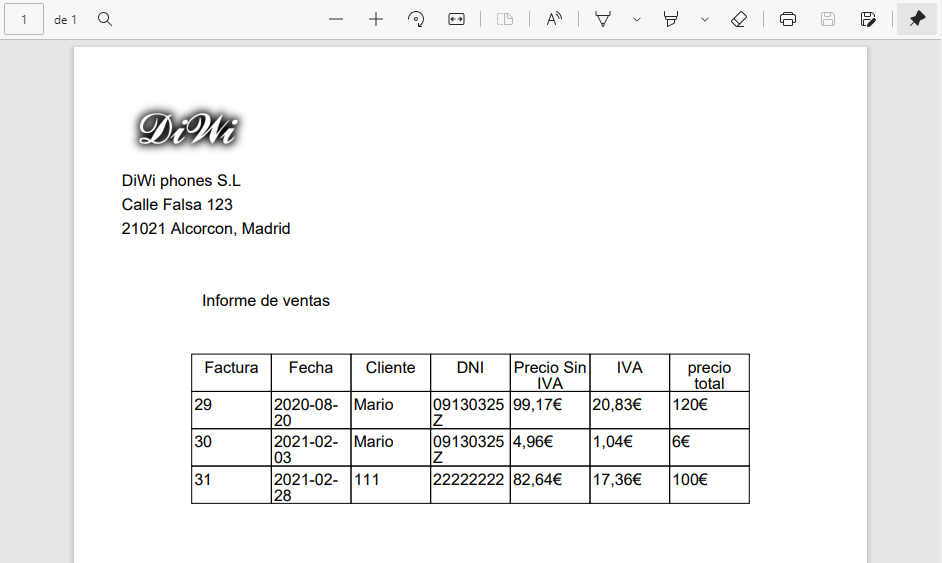 1 de 1
DiWi
DiWi phones S.L
Calle Falsa 123
21021 Alcorcon, Madrid
Informe de ventas
Factura Fecha Cliente DNI Precio Sin IVA IVA precio total
29 2020-08-20 Mario 09130325Z 99,17€ 20,83€ 120€
30 2021-02-03 Mario 09130325Z 4,96€ 1,04€ 6€
31 2021-02-28 111 22222222 82,64€ 17,36€ 100€